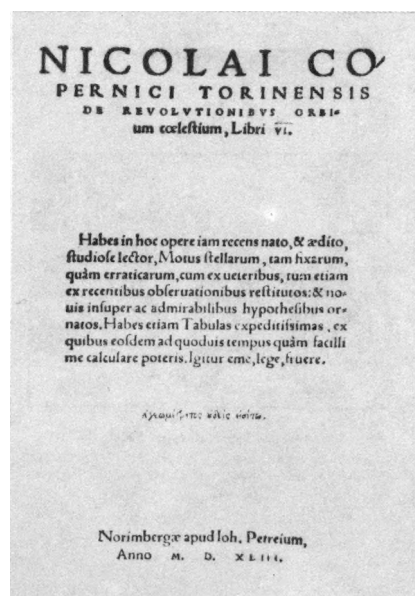 NICOLAI CO
PERNICI TORINENSIS
DE REVOLVTIONIBVS ORBI-
um cœleſtium, Libri VI.
Habes in hoc opere iam recens nato, & ædito,
ſtudioſe lector, Motus ſtellarum, tam fixarum,
quàm erraticarum, cum ex ueteribus, tum etiam
ex recentibus obſeruationibus reſtitutos: & no-
uis inſuper ac admirabilibus hypotheſibus or-
natos. Habes etiam Tabulas expeditiſsimas, ex
quibus eoſdem ad quoduis tempus quàm facilli
me calculare poteris. Igitur eme, lege, fruere.
Norimbergæ apud Ioh. Petreium,
Anno M. D. XLIII.